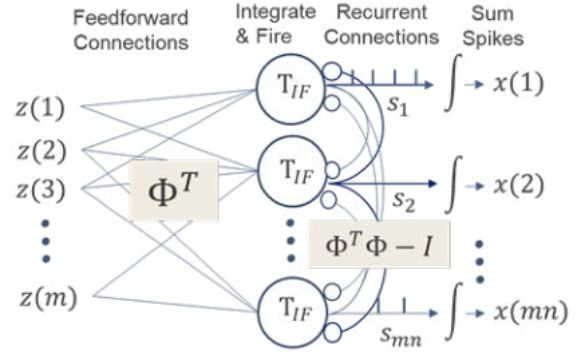 Feedforward
Connections
Integrate
& Fire
Recurrent
Connections
Sum
Spikes
z(1)
z(2)
z(3)
z(m)
Φ^T
T_IF
T_IF
T_IF
Φ^TΦ − I
s_1
s_2
s_mn
∫ → x(1)
∫ → x(2)
∫ → x(mn)